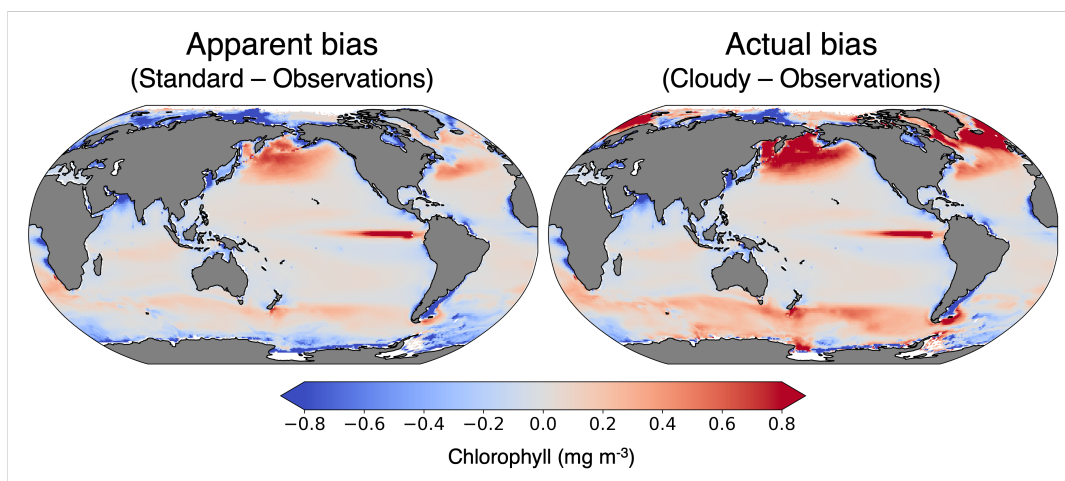 Apparent bias
(Standard – Observations)
Actual bias
(Cloudy – Observations)
−0.8 −0.6 −0.4 −0.2 0.0 0.2 0.4 0.6 0.8
Chlorophyll (mg m-3)